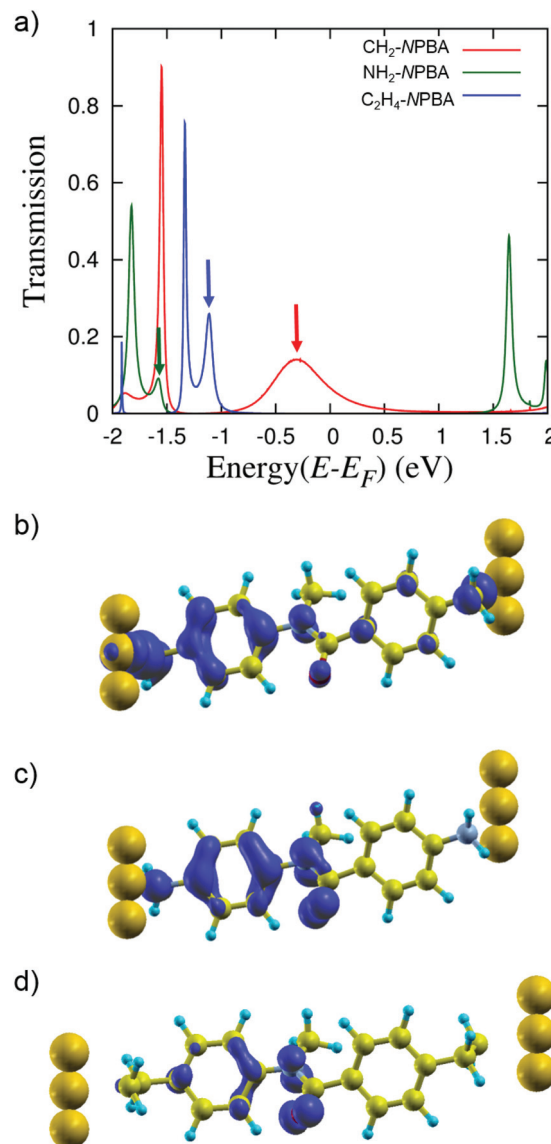 a)
1
0.8
0.6
0.4
0.2
0
Transmission
CH₂-NPBA
NH₂-NPBA
C₂H₄-NPBA
-2 -1.5 -1 -0.5 0 0.5 1 1.5 2
Energy(E-E_F) (eV)
b)
c)
d)